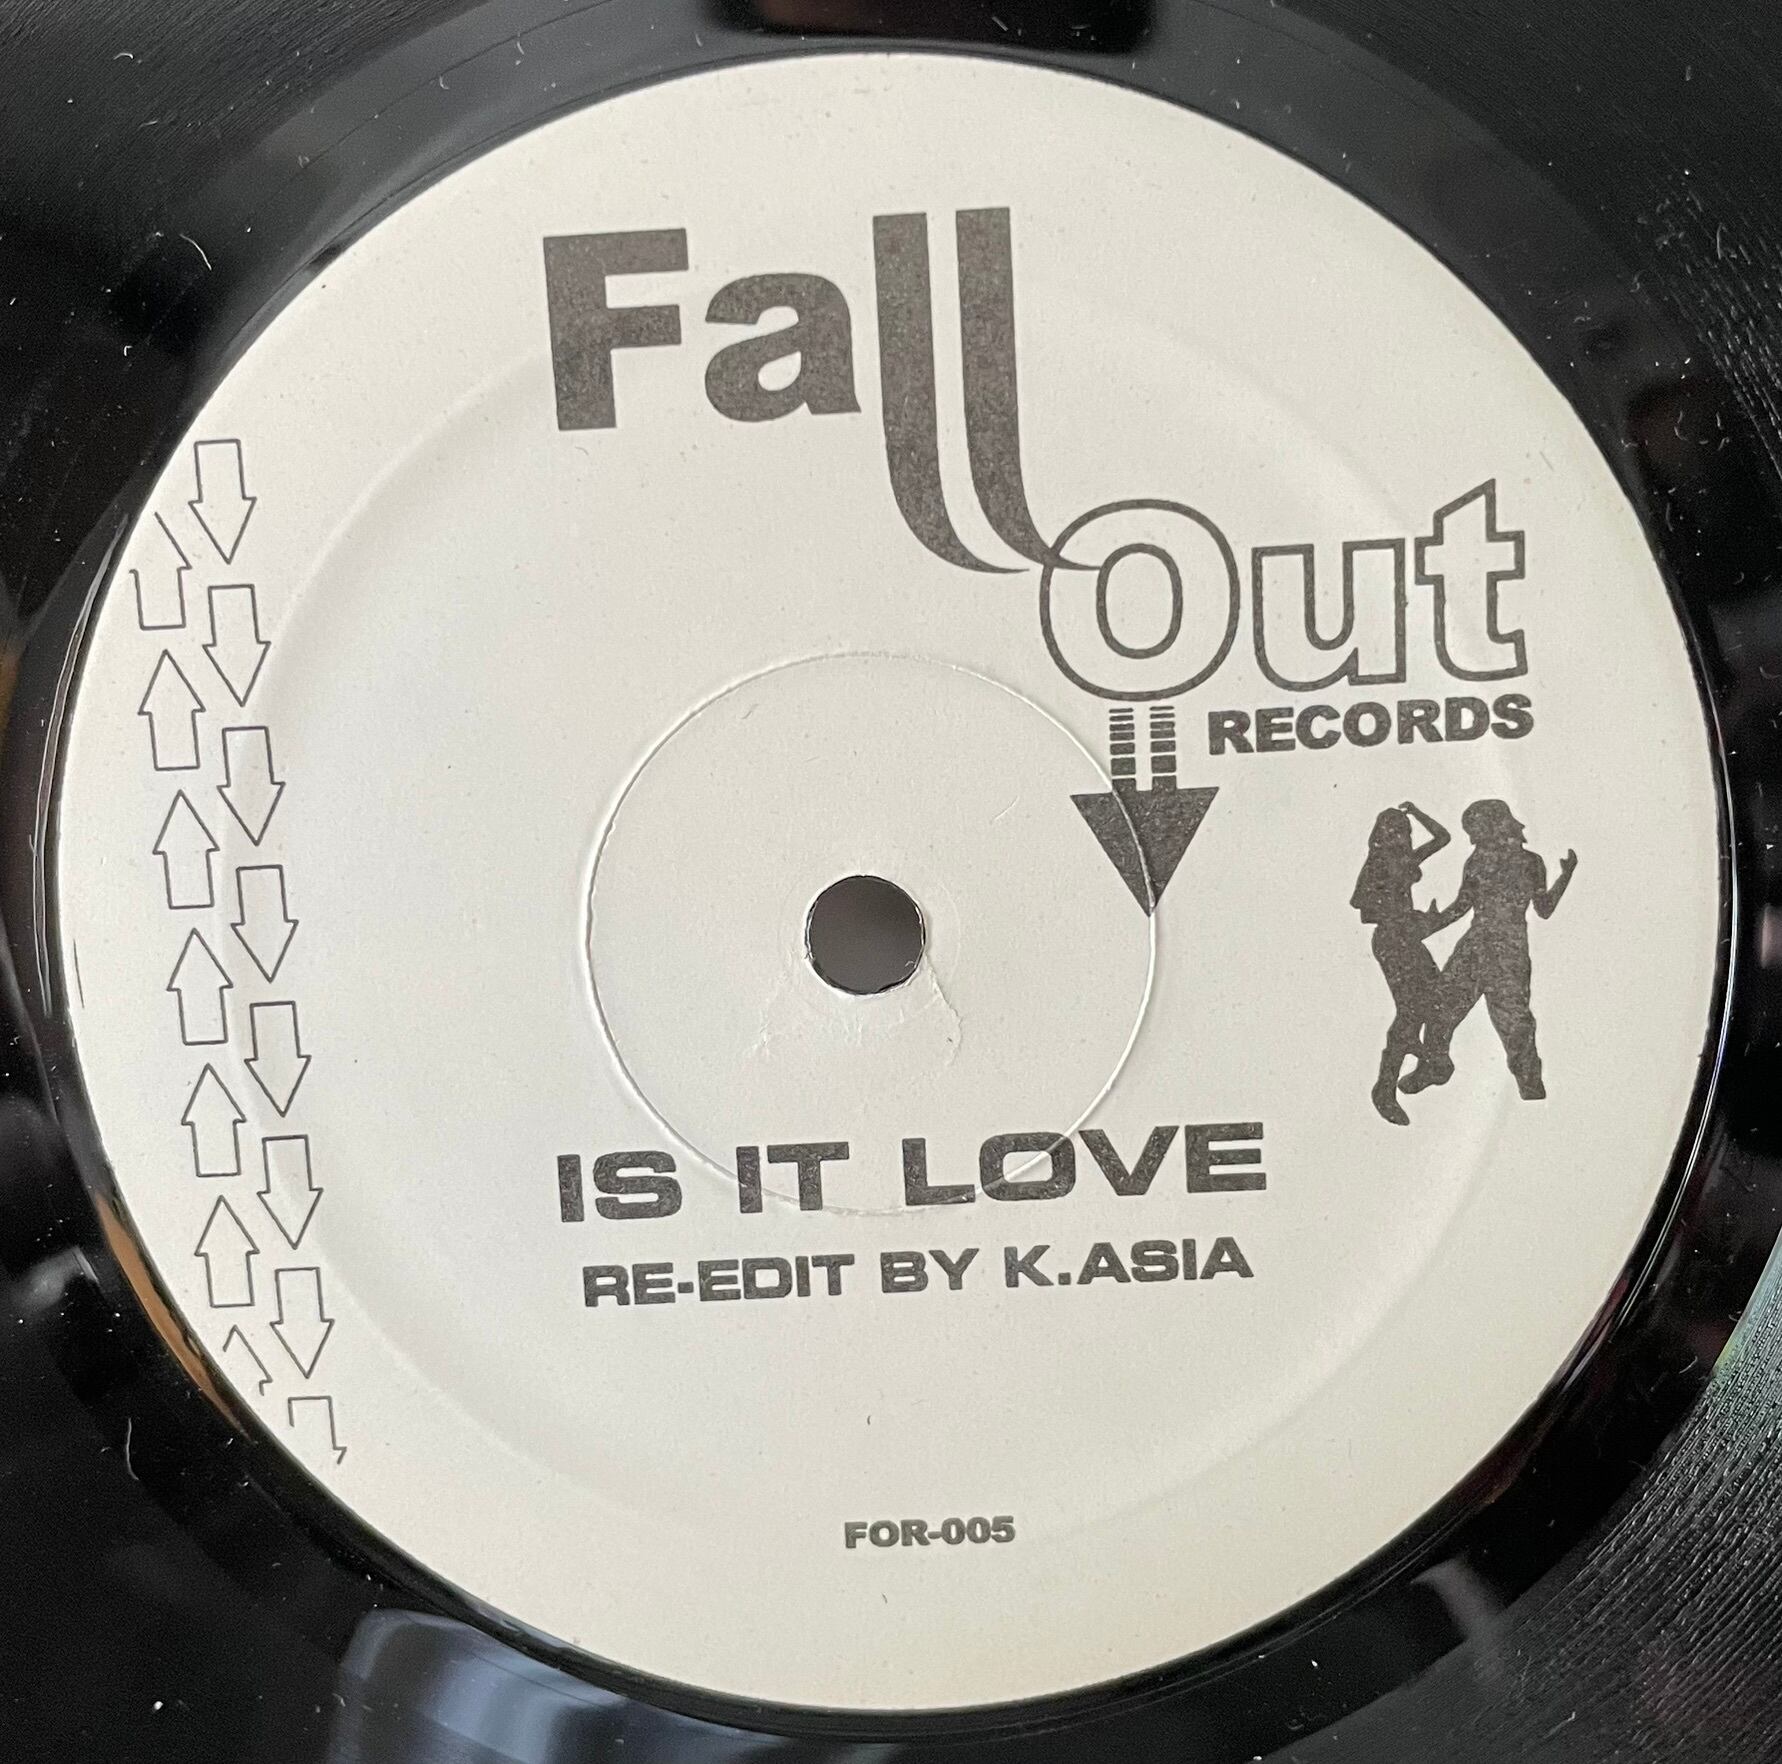 Fall
Out
RECORDS
IS IT LOVE
RE-EDIT BY K.ASIA
FOR-005